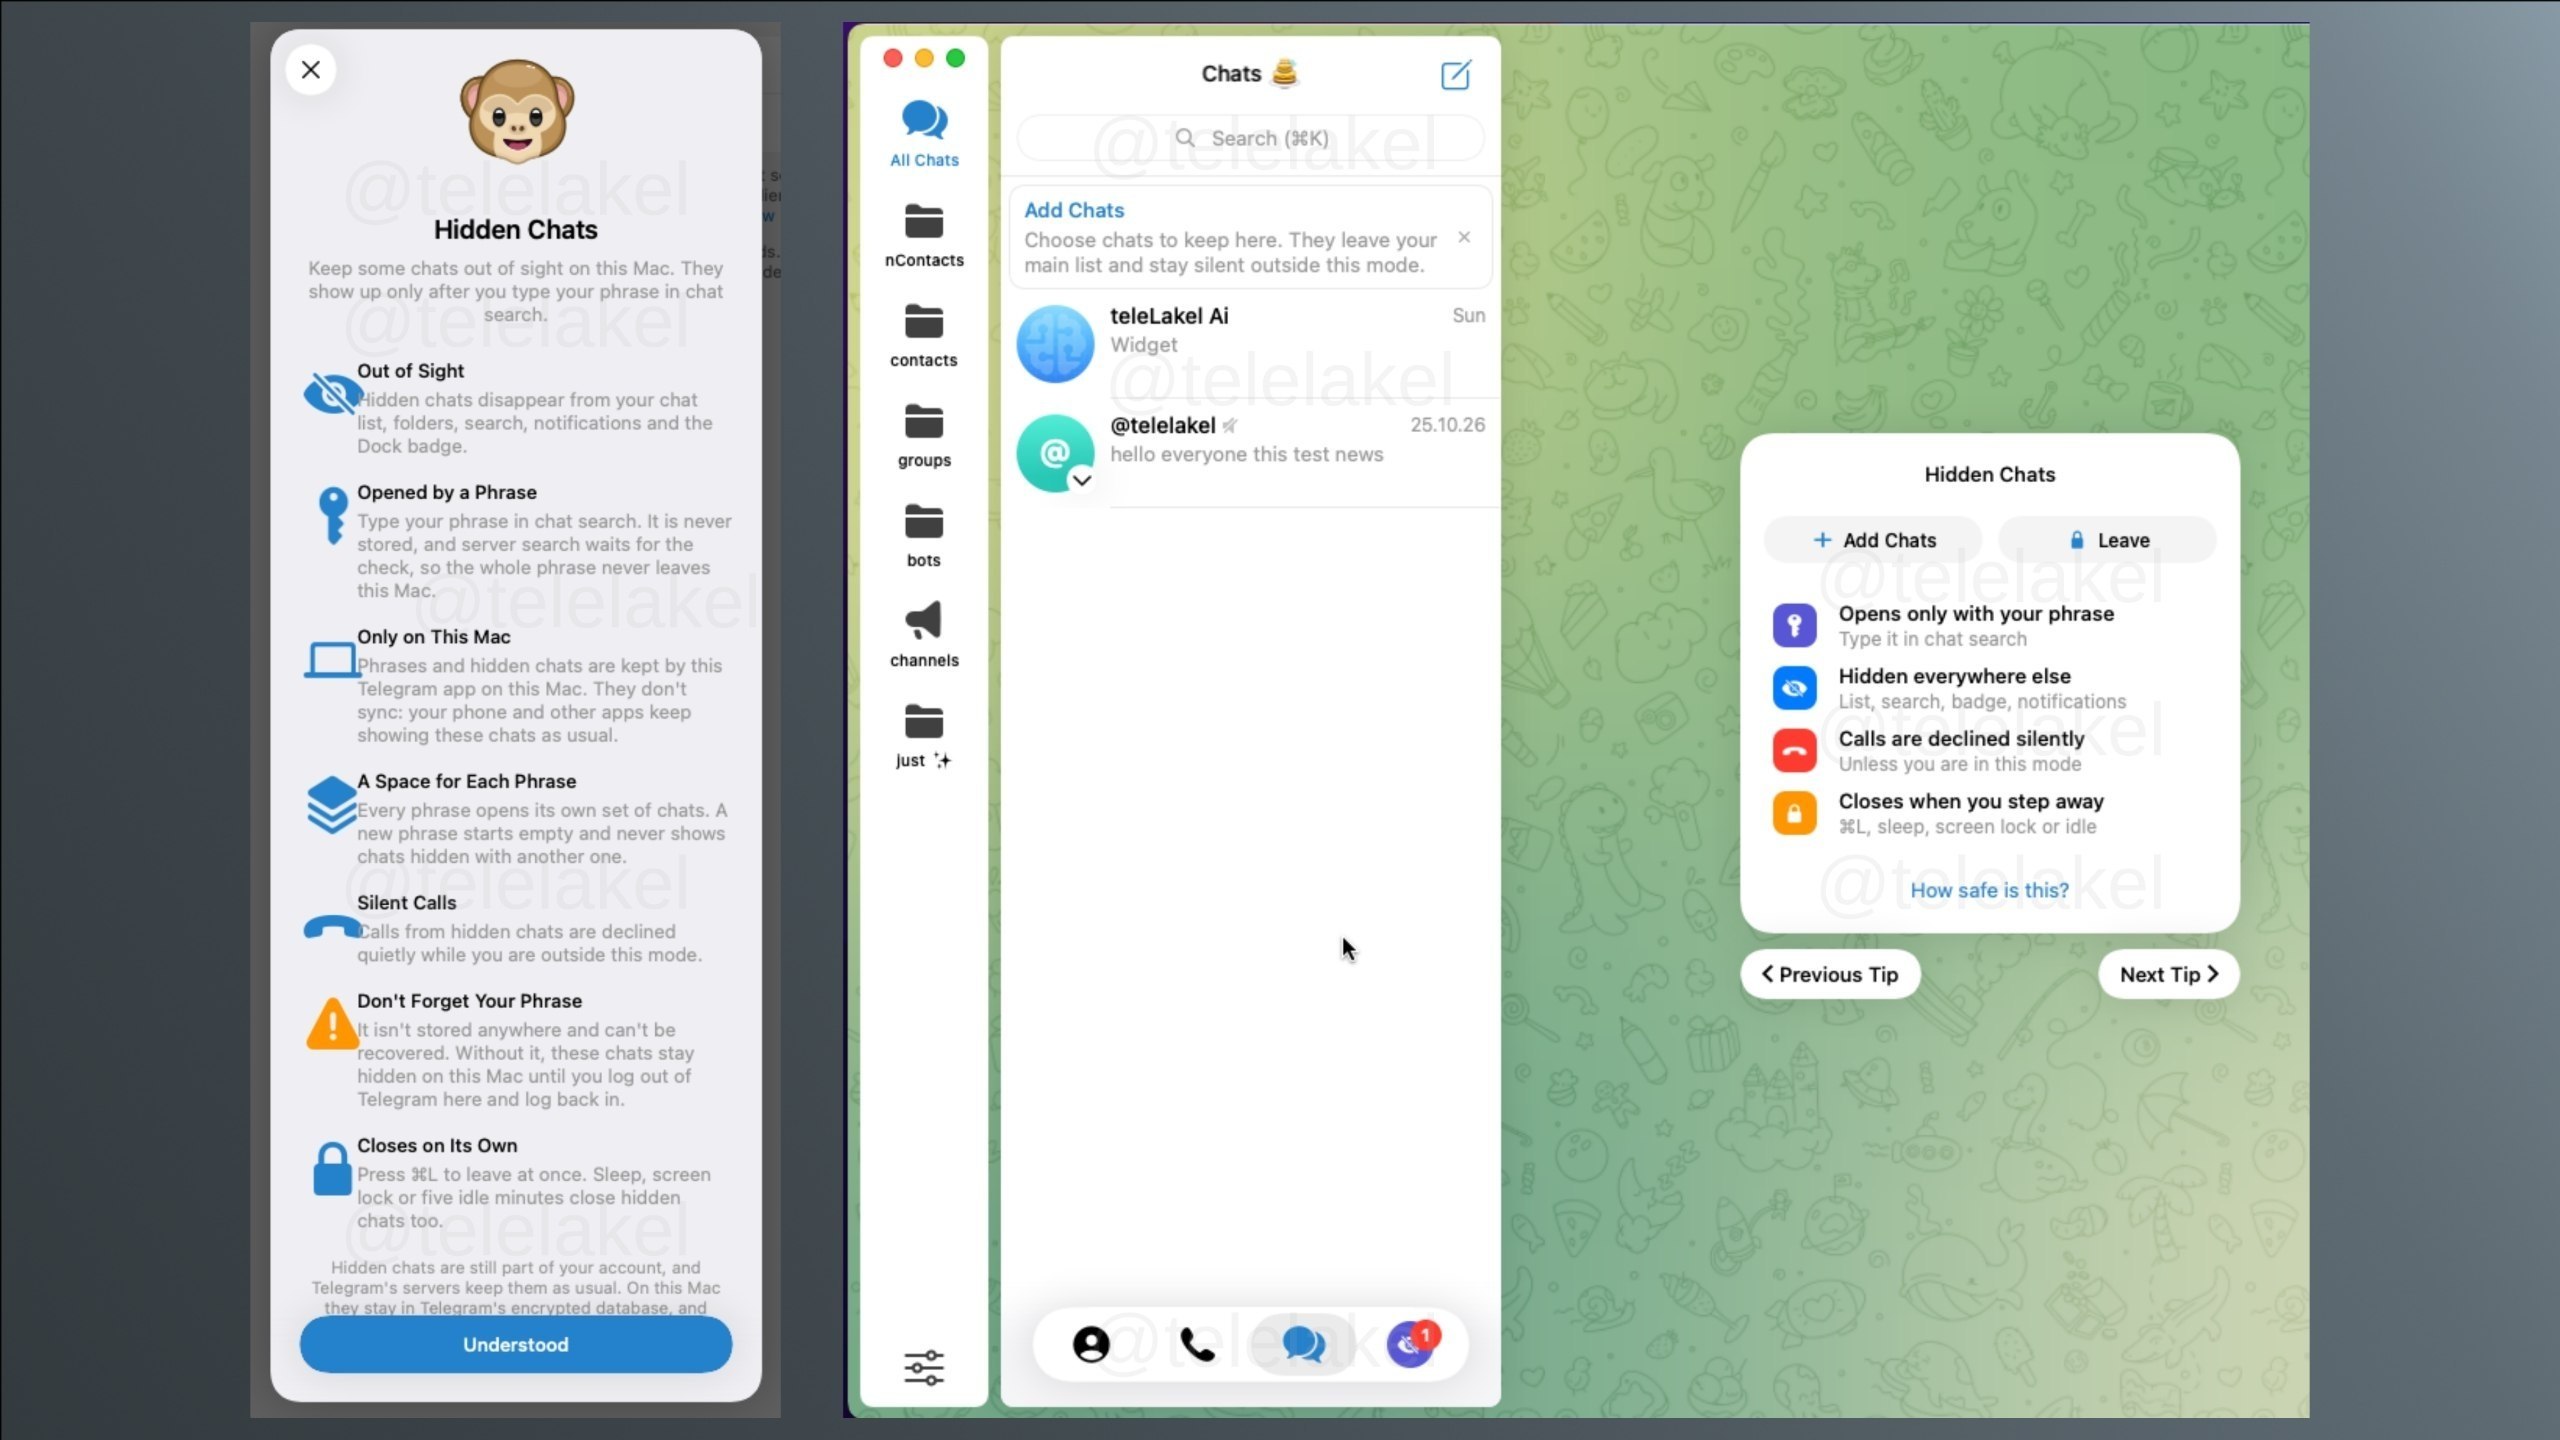 @telelakel
Hidden Chats
Keep some chats out of sight on this Mac. They
show up only after you type your phrase in chat
search.
@telelakel
Out of Sight
Hidden chats disappear from your chat
list, folders, search, notifications and the
Dock badge.
Opened by a Phrase
Type your phrase in chat search. It is never
stored, and server search waits for the
check, so the whole phrase never leaves
this Mac.
@telelakel
Only on This Mac
Phrases and hidden chats are kept by this
Telegram app on this Mac. They don't
sync: your phone and other apps keep
showing these chats as usual.
A Space for Each Phrase
Every phrase opens its own set of chats. A
new phrase starts empty and never shows
chats hidden with another one.
@telelakel
Silent Calls
Calls from hidden chats are declined
quietly while you are outside this mode.
Don't Forget Your Phrase
It isn't stored anywhere and can't be
recovered. Without it, these chats stay
hidden on this Mac until you log out of
Telegram here and log back in.
Closes on Its Own
Press ⌘L to leave at once. Sleep, screen
lock or five idle minutes close hidden
chats too.
@telelakel
Hidden chats are still part of your account, and
Telegram's servers keep them as usual. On this Mac
they stay in Telegram's encrypted database, and
Understood
All Chats
nContacts
contacts
groups
bots
channels
just ✨
Chats 🥞
Search (⌘K)
@telelakel
Add Chats
Choose chats to keep here. They leave your
main list and stay silent outside this mode.
teleLakel Ai
Sun
Widget
@telelakel
@telelakel
25.10.26
@
hello everyone this test news
@telelakel
1
Hidden Chats
+ Add Chats
Leave
@telelakel
Opens only with your phrase
Type it in chat search
Hidden everywhere else
List, search, badge, notifications
@telelakel
Calls are declined silently
Unless you are in this mode
Closes when you step away
⌘L, sleep, screen lock or idle
@telelakel
How safe is this?
Previous Tip
Next Tip